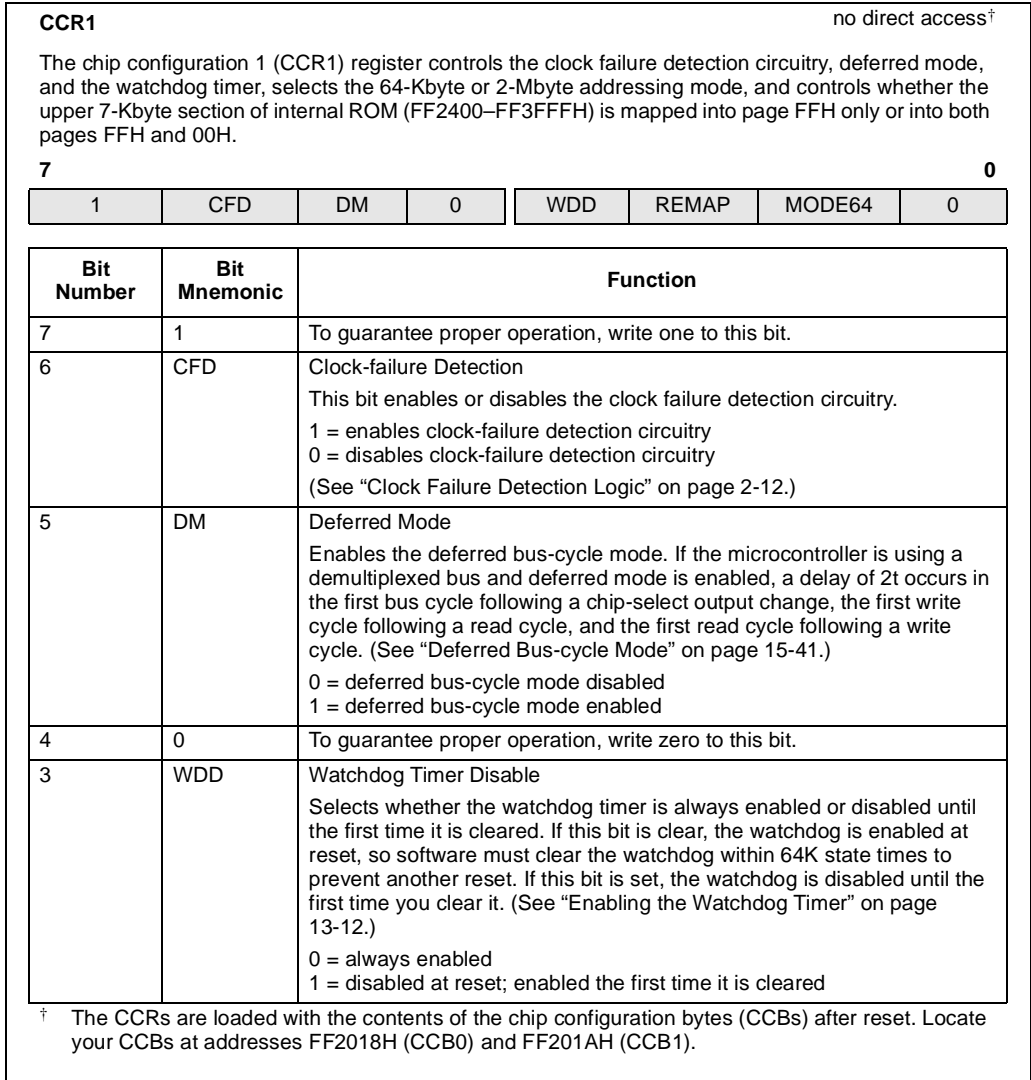 CCR1 no direct access†
The chip configuration 1 (CCR1) register controls the clock failure detection circuitry, deferred mode,
and the watchdog timer, selects the 64-Kbyte or 2-Mbyte addressing mode, and controls whether the
upper 7-Kbyte section of internal ROM (FF2400–FF3FFFH) is mapped into page FFH only or into both
pages FFH and 00H.
7 0
1 CFD DM 0 WDD REMAP MODE64 0
Bit Number Bit Mnemonic Function
7 1 To guarantee proper operation, write one to this bit.
6 CFD Clock-failure Detection
This bit enables or disables the clock failure detection circuitry.
1 = enables clock-failure detection circuitry
0 = disables clock-failure detection circuitry
(See “Clock Failure Detection Logic” on page 2-12.)
5 DM Deferred Mode
Enables the deferred bus-cycle mode. If the microcontroller is using a
demultiplexed bus and deferred mode is enabled, a delay of 2t occurs in
the first bus cycle following a chip-select output change, the first write
cycle following a read cycle, and the first read cycle following a write
cycle. (See “Deferred Bus-cycle Mode” on page 15-41.)
0 = deferred bus-cycle mode disabled
1 = deferred bus-cycle mode enabled
4 0 To guarantee proper operation, write zero to this bit.
3 WDD Watchdog Timer Disable
Selects whether the watchdog timer is always enabled or disabled until
the first time it is cleared. If this bit is clear, the watchdog is enabled at
reset, so software must clear the watchdog within 64K state times to
prevent another reset. If this bit is set, the watchdog is disabled until the
first time you clear it. (See “Enabling the Watchdog Timer” on page
13-12.)
0 = always enabled
1 = disabled at reset; enabled the first time it is cleared
† The CCRs are loaded with the contents of the chip configuration bytes (CCBs) after reset. Locate
your CCBs at addresses FF2018H (CCB0) and FF201AH (CCB1).